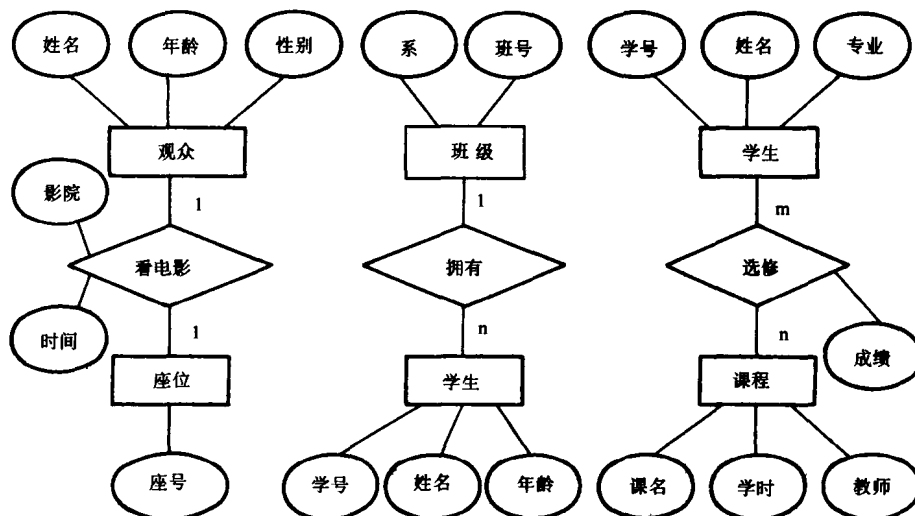 姓名 年龄 性别 系 班号 学号 姓名 专业
观众 班级 学生
影院 1 1 m
看电影 拥有 选修
时间 1 n n 成绩
座位 学生 课程
座号 学号 姓名 年龄 课名 学时 教师